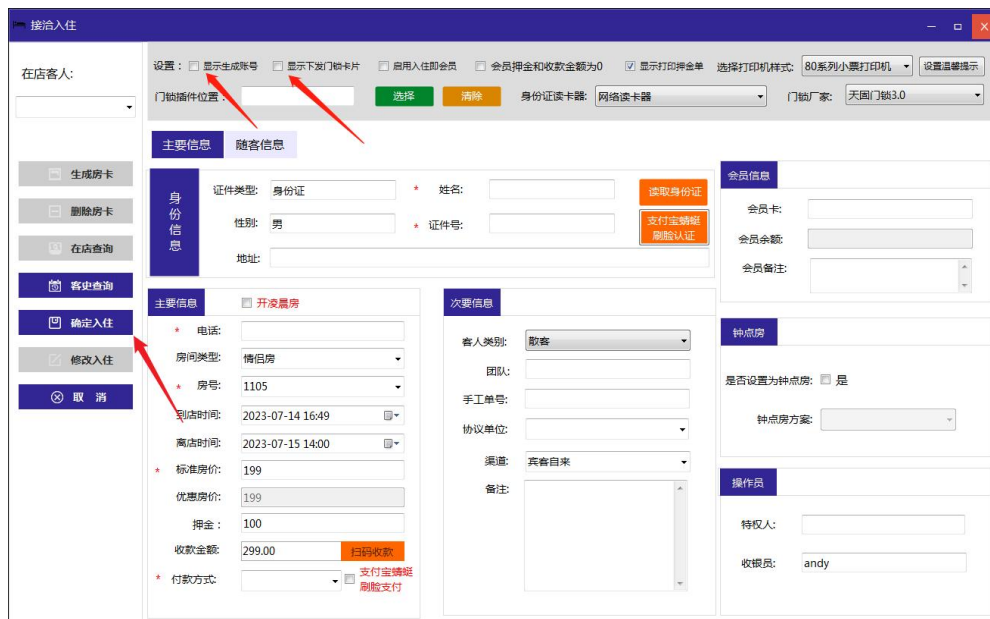 接洽入住
在店客人:
设置： 显示生成账号 显示下发门锁卡片 启用入住即会员 会员押金和收款金额为0 显示打印押金单 选择打印机样式: 80系列小票打印机 设置温馨提示
门锁插件位置： 选择 清除 身份证读卡器: 网络读卡器 门锁厂家: 天固门锁3.0
主要信息 随客信息
生成房卡
删除房卡
在店查询
客史查询
确定入住
修改入住
取 消
身份信息
证件类型: 身份证 * 姓名: 读取身份证
性别: 男 * 证件号: 支付宝蜻蜓
刷脸认证
地址:
主要信息 开凌晨房
* 电话:
房间类型: 情侣房
* 房号: 1105
到店时间: 2023-07-14 16:49
离店时间: 2023-07-15 14:00
* 标准房价: 199
优惠房价: 199
押金： 100
收款金额: 299.00 扫码收款
* 付款方式: 支付宝蜻蜓
刷脸支付
次要信息
客人类别: 散客
团队:
手工单号:
协议单位:
渠道: 宾客自来
备注:
会员信息
会员卡:
会员余额:
会员备注:
钟点房
是否设置为钟点房: 是
钟点房方案:
操作员
特权人:
收银员: andy